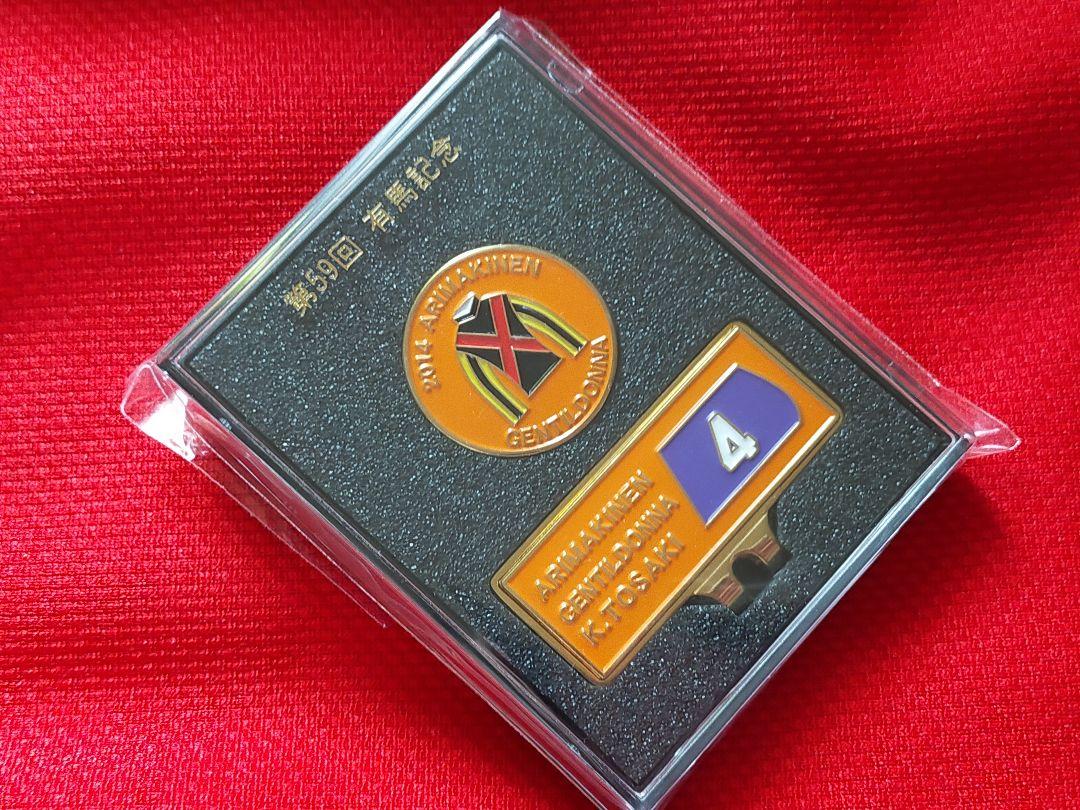 第59回 有馬記念
2014 ARIMAKINEN
GENTILDONNA
4
ARIMAKINEN
GENTILDONNA
K.TOSAKI